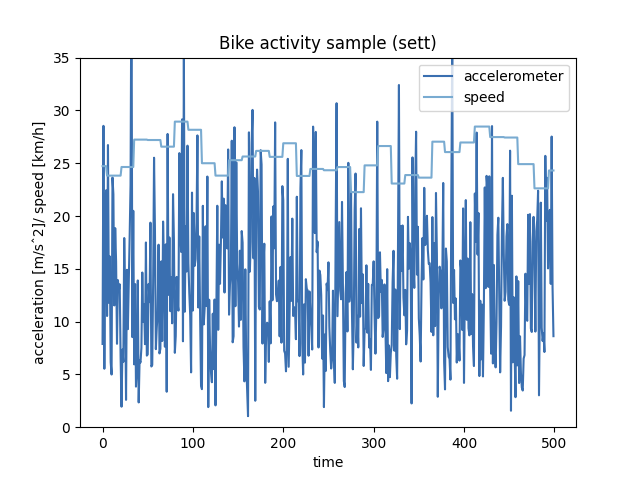 Bike activity sample (sett)
acceleration [m/s^2]/ speed [km/h]
35
30
25
20
15
10
5
0
accelerometer
speed
0 100 200 300 400 500
time